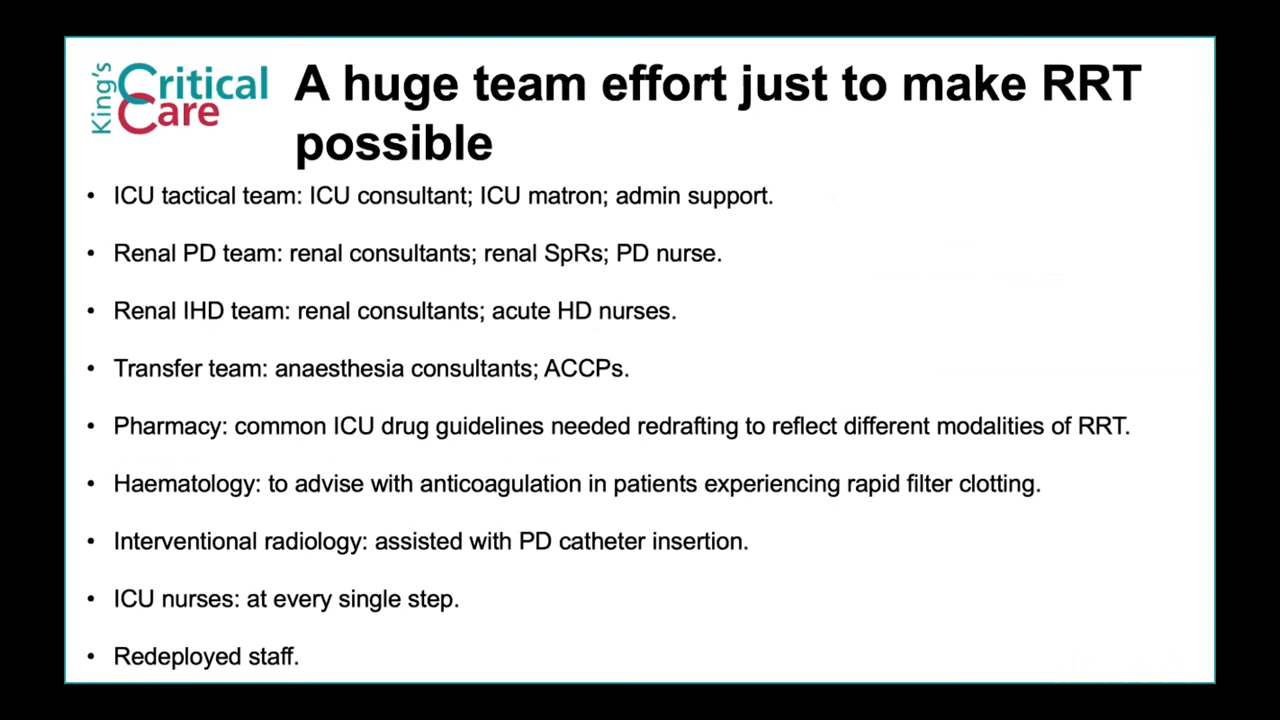 King's
Critical
Care
A huge team effort just to make RRT
possible
• ICU tactical team: ICU consultant; ICU matron; admin support.
• Renal PD team: renal consultants; renal SpRs; PD nurse.
• Renal IHD team: renal consultants; acute HD nurses.
• Transfer team: anaesthesia consultants; ACCPs.
• Pharmacy: common ICU drug guidelines needed redrafting to reflect different modalities of RRT.
• Haematology: to advise with anticoagulation in patients experiencing rapid filter clotting.
• Interventional radiology: assisted with PD catheter insertion.
• ICU nurses: at every single step.
• Redeployed staff.